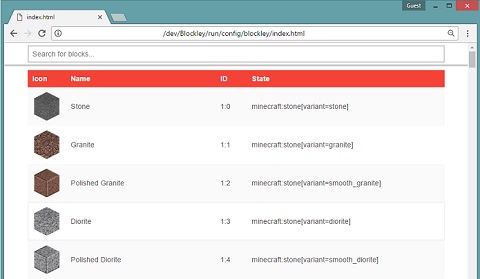 Guest
index.html
/dev/Blockley/run/config/blockley/index.html
Search for blocks...
Icon Name ID State
Stone 1:0 minecraft:stone[variant=stone]
Granite 1:1 minecraft:stone[variant=granite]
Polished Granite 1:2 minecraft:stone[variant=smooth_granite]
Diorite 1:3 minecraft:stone[variant=diorite]
Polished Diorite 1:4 minecraft:stone[variant=smooth_diorite]